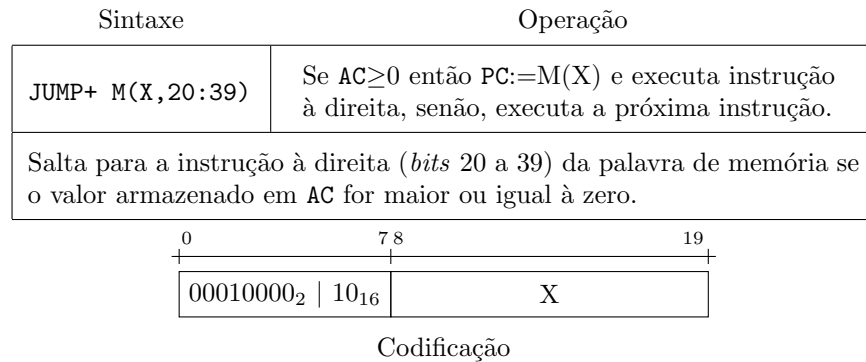 Sintaxe Operação
JUMP+ M(X,20:39)
Se AC≥0 então PC:=M(X) e executa instrução
à direita, senão, executa a próxima instrução.
Salta para a instrução à direita (bits 20 a 39) da palavra de memória se
o valor armazenado em AC for maior ou igual à zero.
0 7 8 19
00010000₂ | 10₁₆ X
Codificação